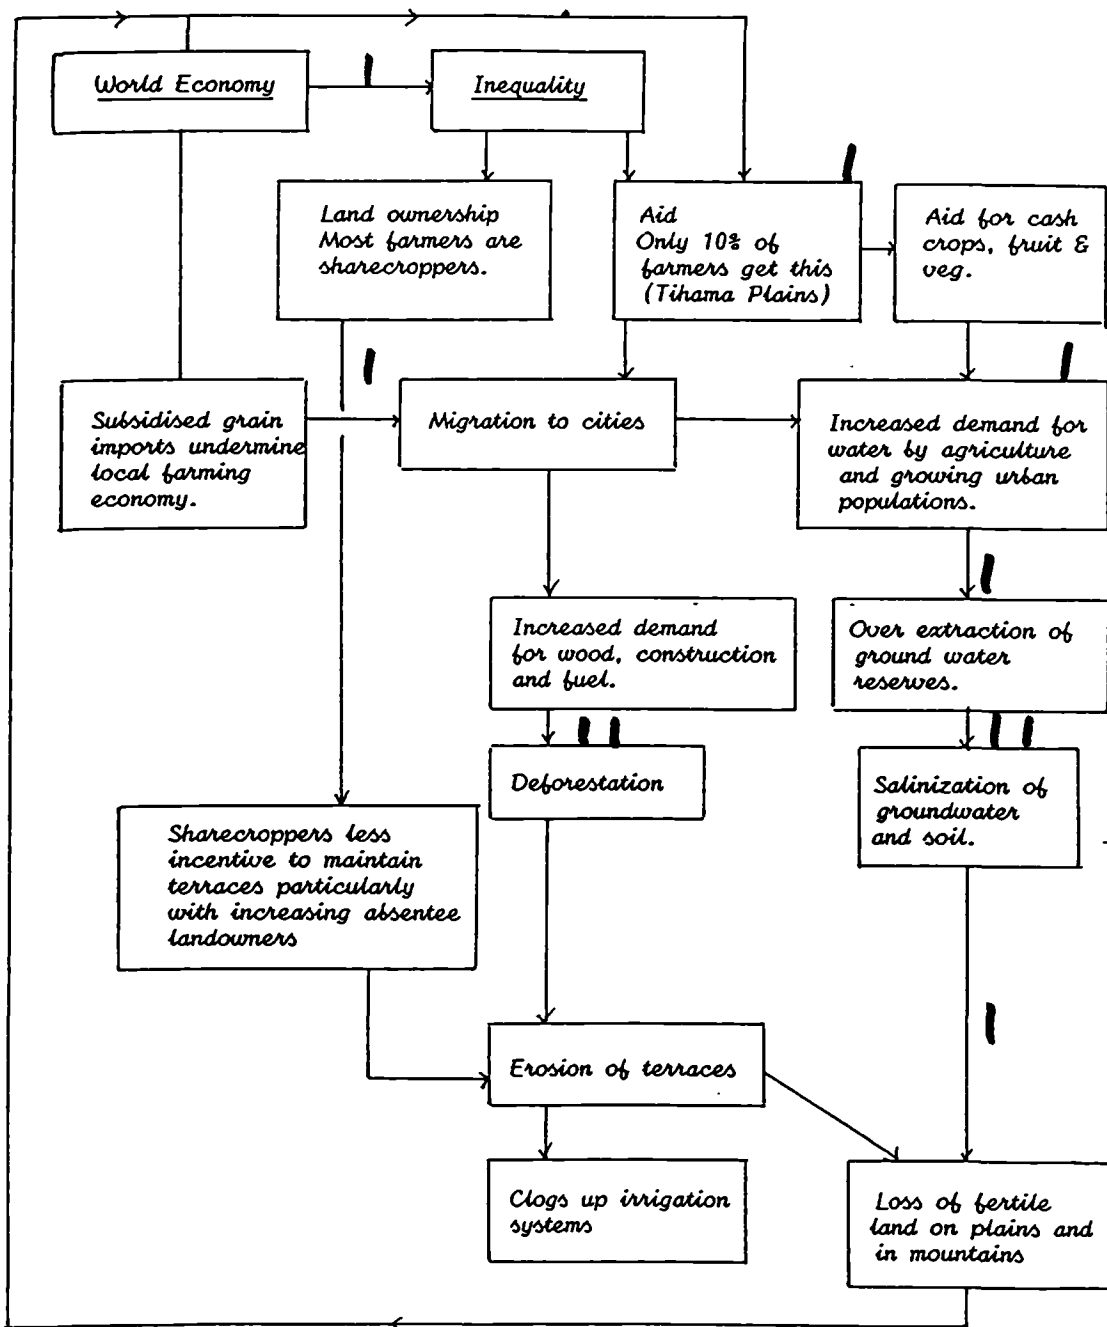 World Economy
Inequality
Land ownership
Most farmers are
sharecroppers.
Aid
Only 10% of
farmers get this
(Tihama Plains)
Aid for cash
crops, fruit &
veg.
Subsidised grain
imports undermine
local farming
economy.
Migration to cities
Increased demand for
water by agriculture
and growing urban
populations.
Increased demand
for wood, construction
and fuel.
Over extraction of
ground water
reserves.
Deforestation
Salinization of
groundwater
and soil.
Sharecroppers less
incentive to maintain
terraces particularly
with increasing absentee
landowners
Erosion of terraces
Clogs up irrigation
systems
Loss of fertile
land on plains and
in mountains